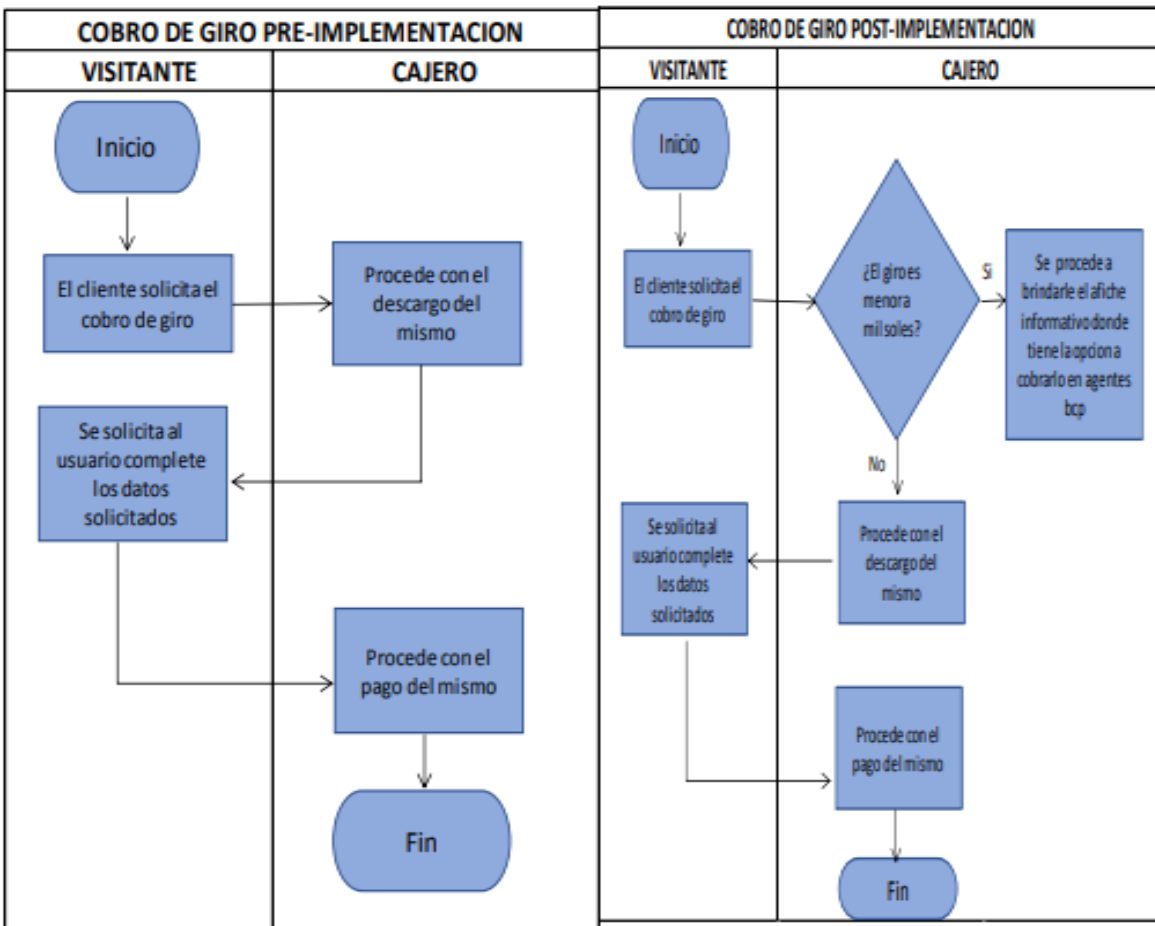 COBRO DE GIRO PRE-IMPLEMENTACION
VISITANTE
CAJERO
Inicio
El cliente solicita el
cobro de giro
Procede con el
descargo del
mismo
Se solicita al
usuario complete
los datos
solicitados
Procede con el
pago del mismo
Fin
COBRO DE GIRO POST-IMPLEMENTACION
VISITANTE
CAJERO
Inicio
El cliente solicita el
cobro de giro
¿El giro es
menor a
mil soles?
Si
Se procede a
brindarle el afiche
informativo donde
tiene la opcion a
cobrarlo en agentes
bcp
No
Procede con el
descargo del
mismo
Se solicita al
usuario complete
los datos
solicitados
Procede con el
pago del mismo
Fin